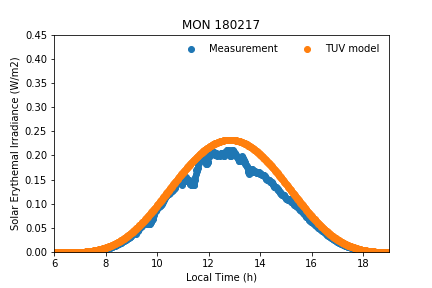 MON 180217
Measurement TUV model
Solar Erythemal Irradiance (W/m2)
0.45
0.40
0.35
0.30
0.25
0.20
0.15
0.10
0.05
0.00
6 8 10 12 14 16 18
Local Time (h)